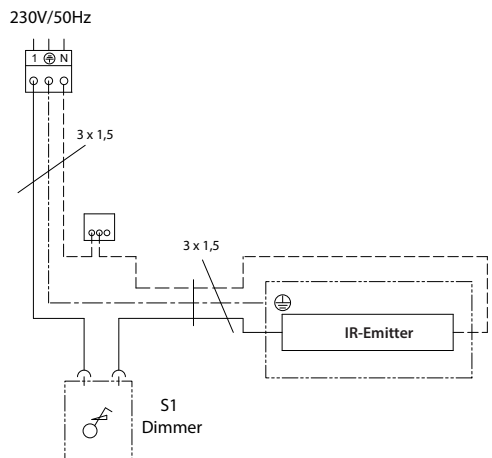 230V/50Hz
1 N
3 x 1,5
3 x 1,5
IR-Emitter
S1
Dimmer